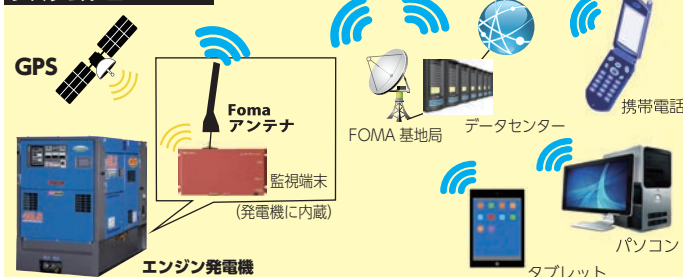 GPS
Foma
アンテナ
監視端末
(発電機に内蔵)
エンジン発電機
FOMA 基地局
データセンター
携帯電話
パソコン
タブレット